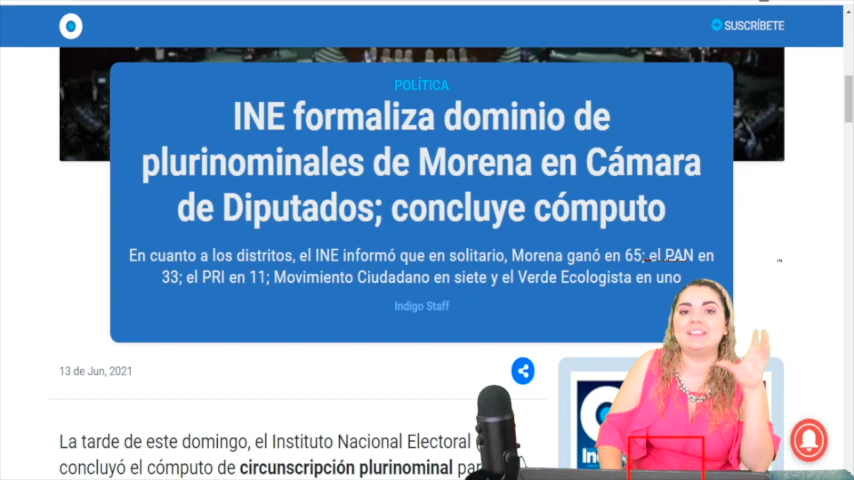 SUSCRÍBETE
POLÍTICA
INE formaliza dominio de
plurinominales de Morena en Cámara
de Diputados; concluye cómputo
En cuanto a los distritos, el INE informó que en solitario, Morena ganó en 65; el PAN en
33; el PRI en 11; Movimiento Ciudadano en siete y el Verde Ecologista en uno
Indigo Staff
13 de Jun, 2021
La tarde de este domingo, el Instituto Nacional Electoral
concluyó el cómputo de circunscripción plurinominal